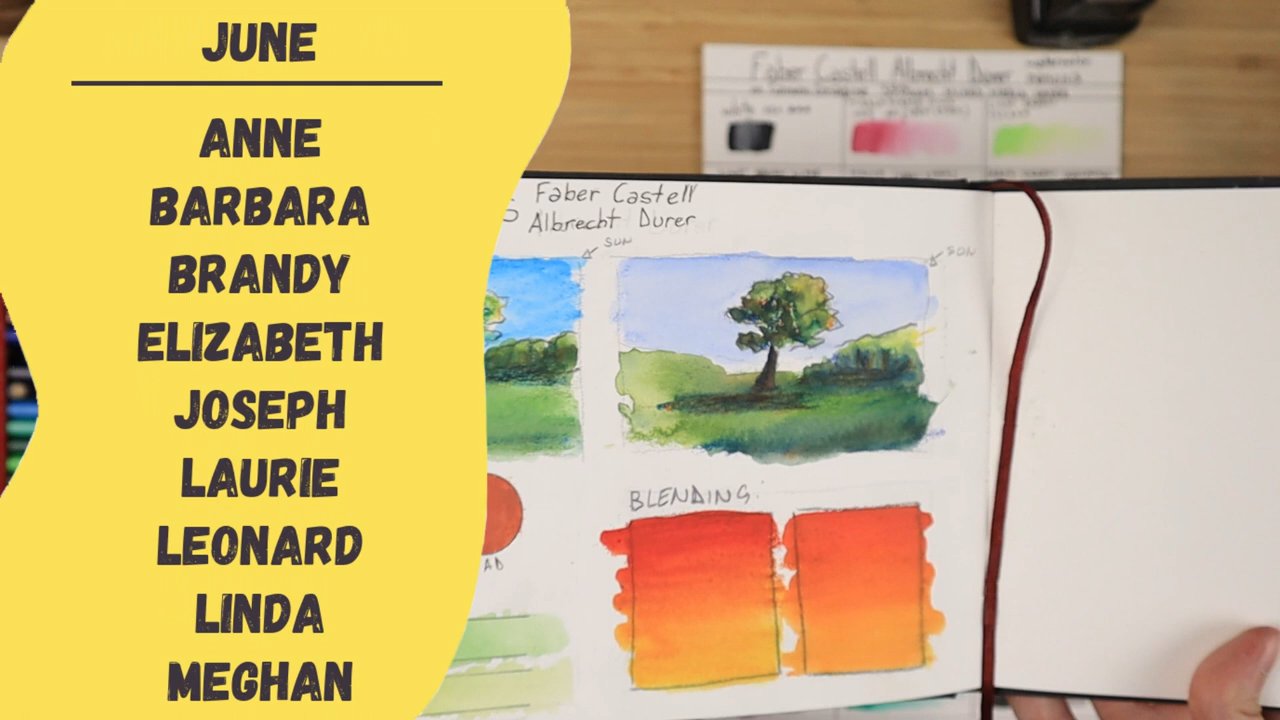 JUNE
ANNE
BARBARA
BRANDY
ELIZABETH
JOSEPH
LAURIE
LEONARD
LINDA
MEGHAN
Faber Castell Albrecht Durer
Faber Castell
Albrecht Durer
SUN
SUN
BLENDING: